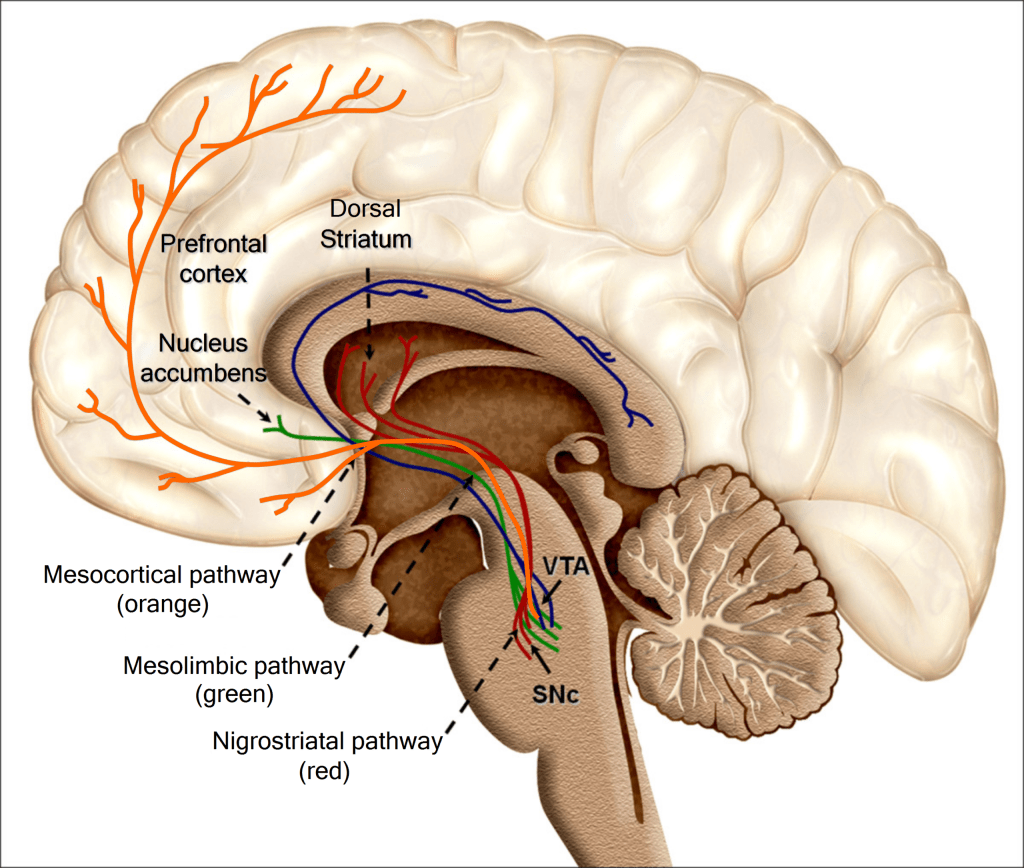 Dorsal
Striatum
Prefrontal
cortex
Nucleus
accumbens
VTA
Mesocortical pathway
(orange)
Mesolimbic pathway
(green)
SNc
Nigrostriatal pathway
(red)